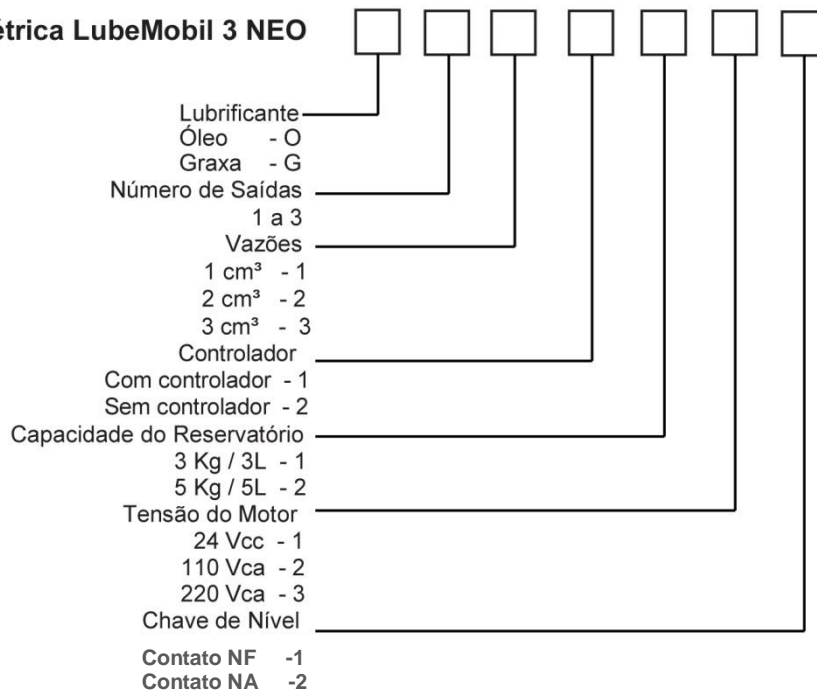 étrica LubeMobil 3 NEO
Lubrificante
Óleo - O
Graxa - G
Número de Saídas
1 a 3
Vazões
1 cm³ - 1
2 cm³ - 2
3 cm³ - 3
Controlador
Com controlador - 1
Sem controlador - 2
Capacidade do Reservatório
3 Kg / 3L - 1
5 Kg / 5L - 2
Tensão do Motor
24 Vcc - 1
110 Vca - 2
220 Vca - 3
Chave de Nível
Contato NF -1
Contato NA -2